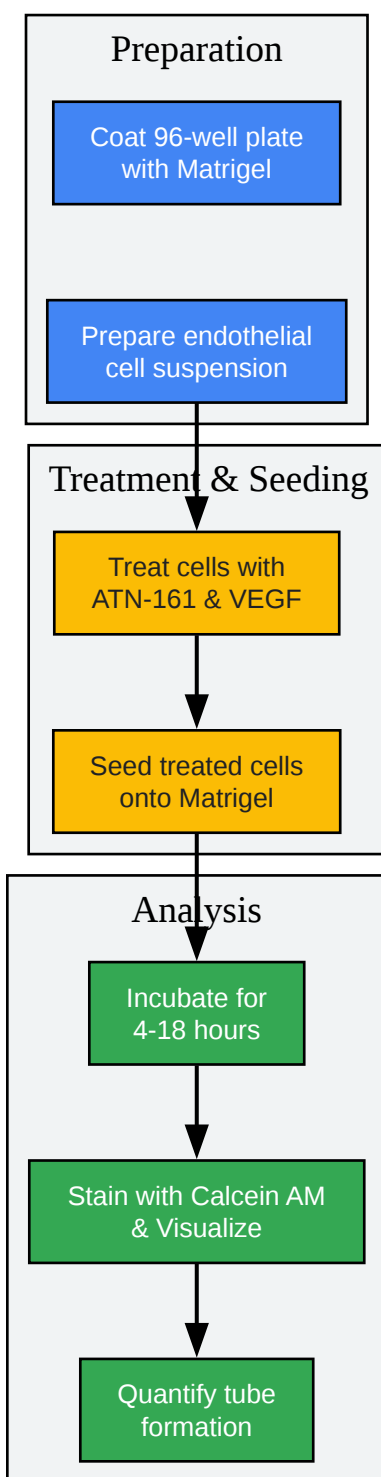 Preparation
Coat 96-well plate
with Matrigel
Prepare endothelial
cell suspension
Treatment & Seeding
Treat cells with
ATN-161 & VEGF
Seed treated cells
onto Matrigel
Analysis
Incubate for
4-18 hours
Stain with Calcein AM
& Visualize
Quantify tube
formation